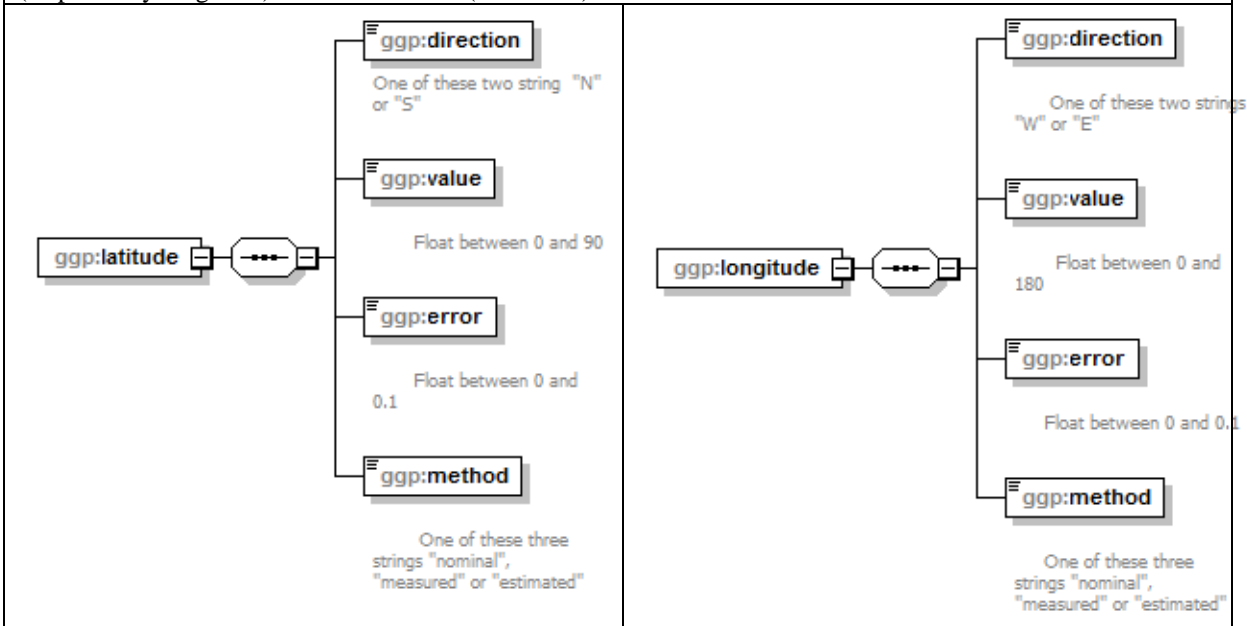 ggp:direction
One of these two string "N"
or "S"
ggp:value
Float between 0 and 90
ggp:latitude
ggp:error
Float between 0 and
0.1
ggp:method
One of these three
strings "nominal",
"measured" or "estimated"
ggp:direction
One of these two strings
"W" or "E"
ggp:value
Float between 0 and
180
ggp:longitude
ggp:error
Float between 0 and 0.1
ggp:method
One of these three
strings "nominal",
"measured" or "estimated"